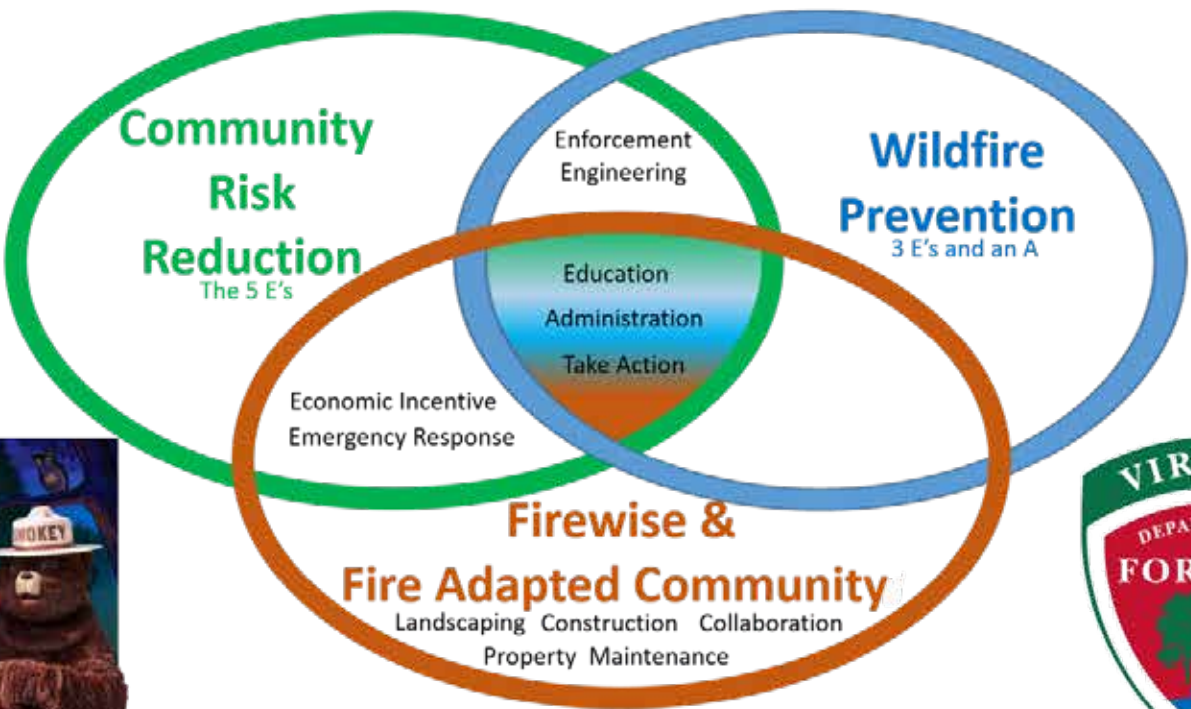 Community
Risk
Reduction
The 5 E's
Enforcement
Engineering
Wildfire
Prevention
3 E's and an A
Education
Administration
Take Action
Economic Incentive
Emergency Response
Firewise &
Fire Adapted Community
Landscaping Construction Collaboration
Property Maintenance